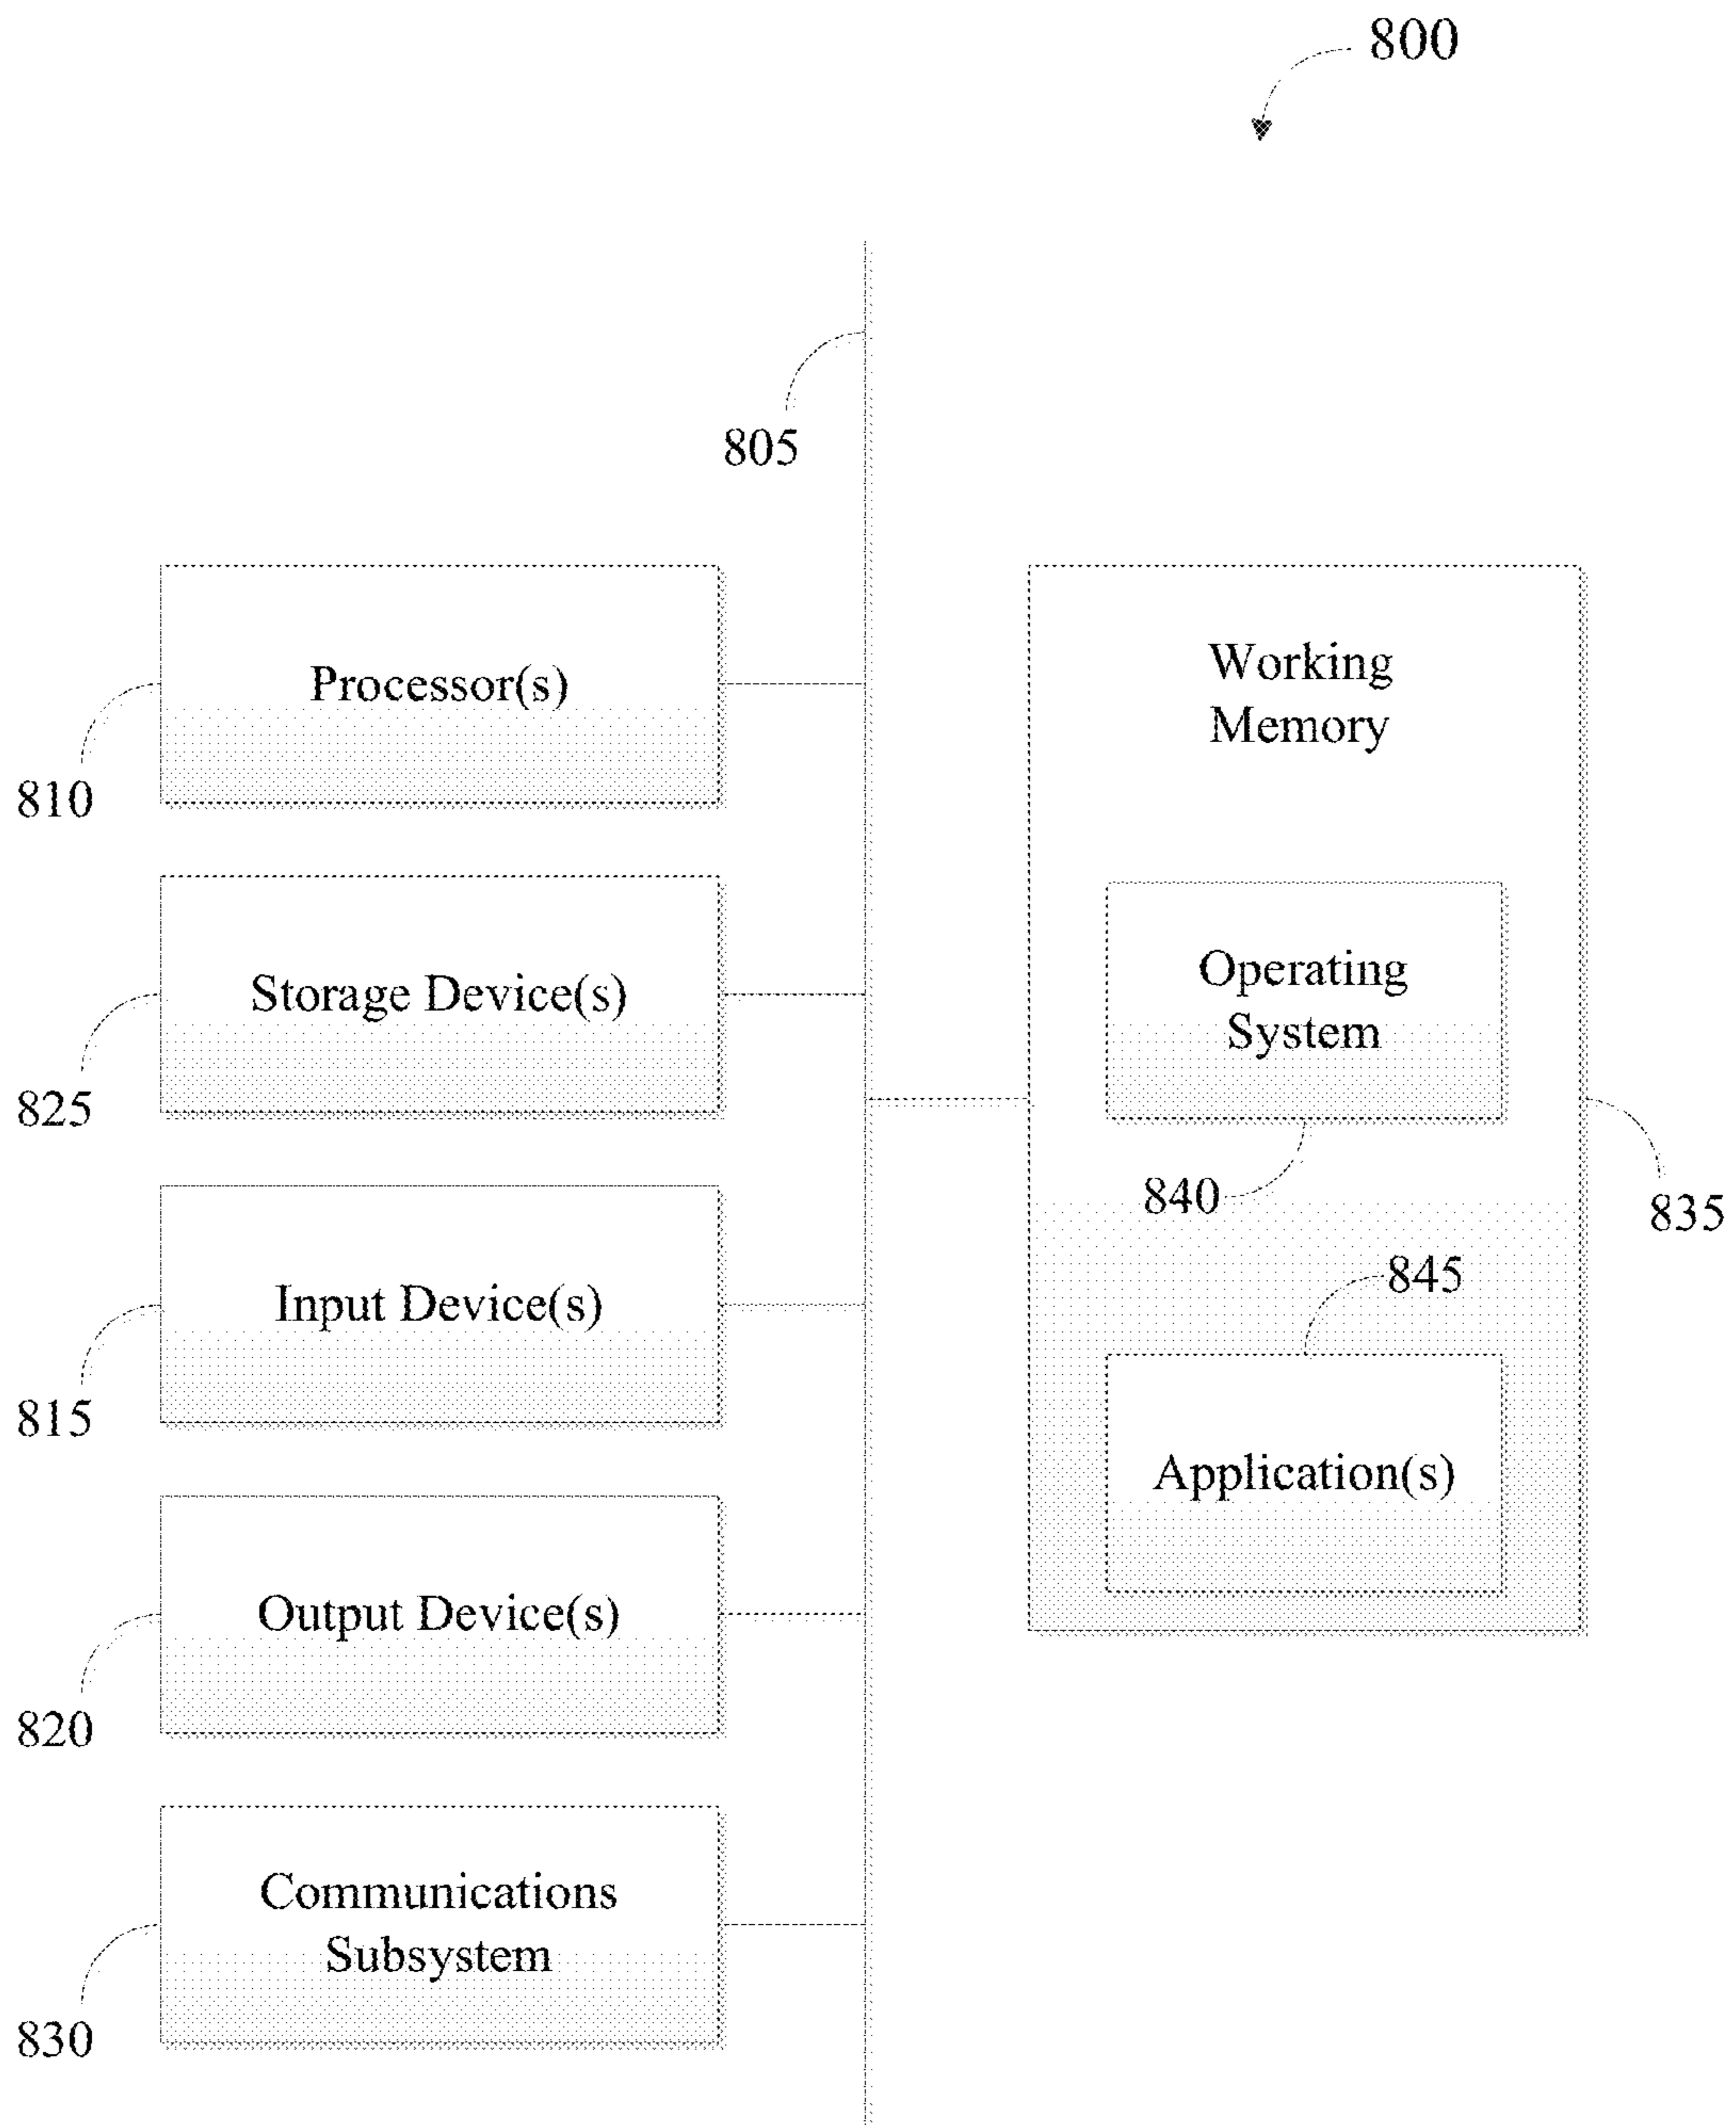 800
805
Processor(s)
810
Storage Device(s)
825
Input Device(s)
815
Output Device(s)
820
Communications
Subsystem
830
Working
Memory
Operating
System
840
835
845
Application(s)